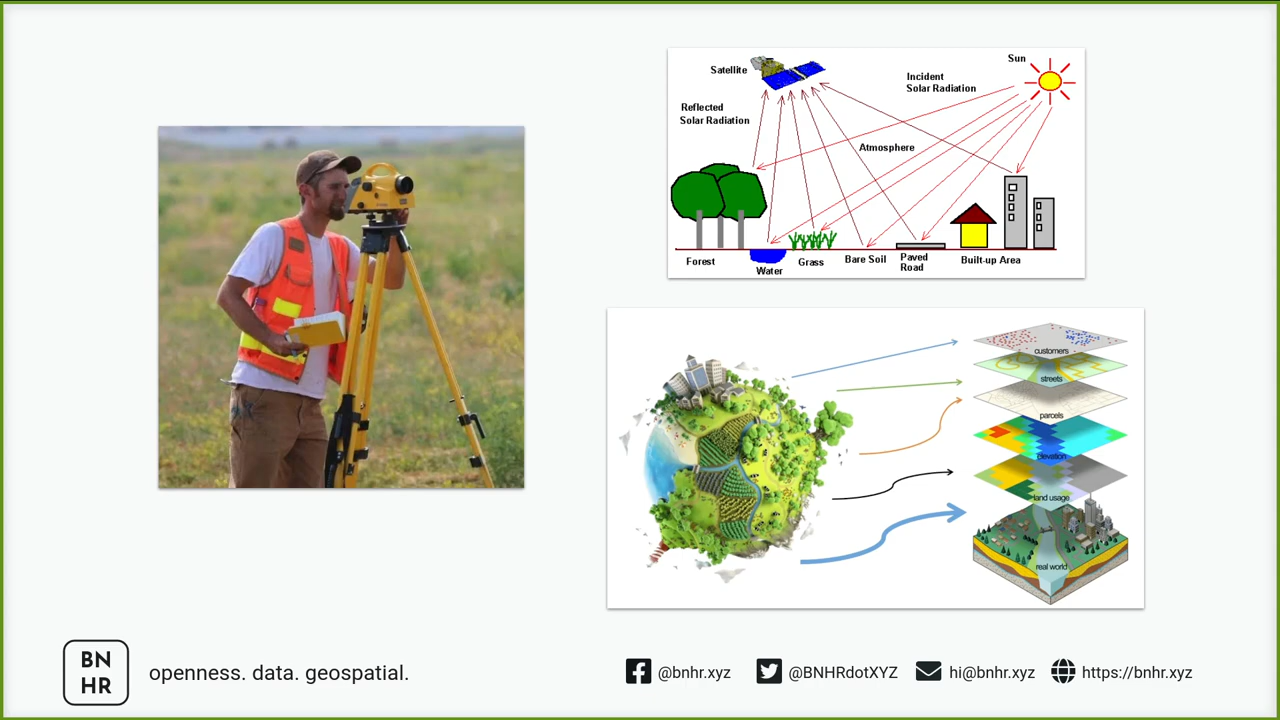 Satellite
Sun
Incident
Solar Radiation
Reflected
Solar Radiation
Atmosphere
Forest
Water
Grass
Bare Soil
Paved
Road
Built-up Area
customers
streets
parcels
elevation
land usage
real world
BN
HR
openness. data. geospatial.
@bnhr.xyz
@BNHRdotXYZ
hi@bnhr.xyz
https://bnhr.xyz